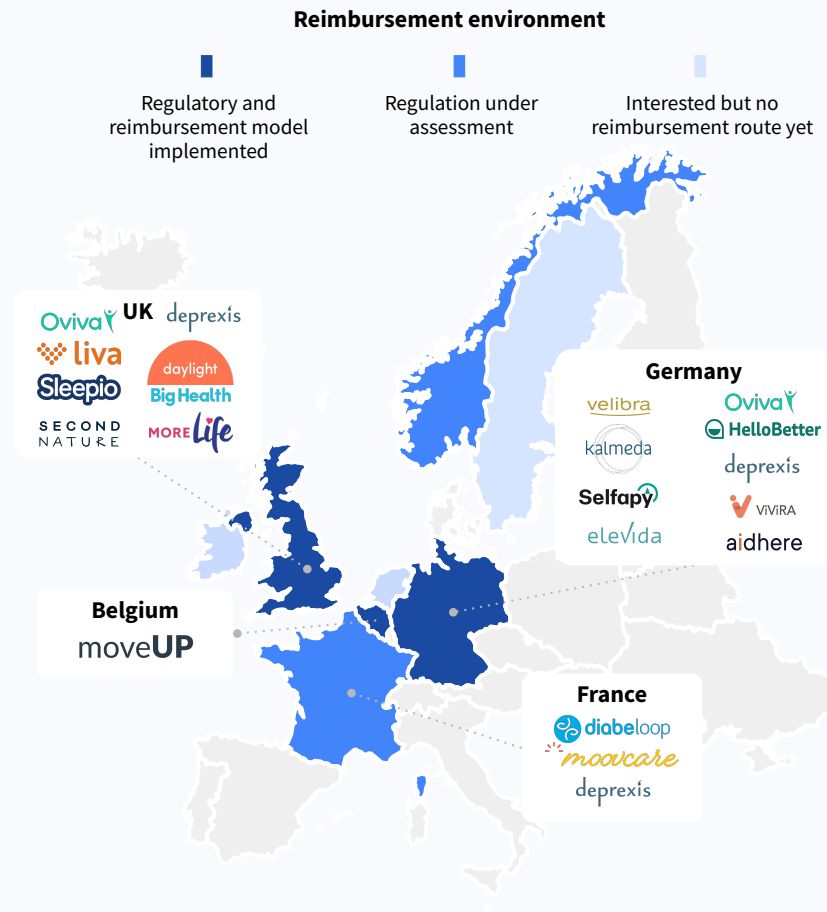 Reimbursement environment
Regulatory and
reimbursement model
implemented
Regulation under
assessment
Interested but no
reimbursement route yet
UK
Oviva
deprexis
liva
daylight
Sleepio
Big Health
SECOND
NATURE
MORE Life
Germany
velibra
Oviva
HelloBetter
kalmeda
deprexis
Selfapy
ViViRA
elevida
aidhere
Belgium
moveUP
France
diabeloop
moovcare
deprexis